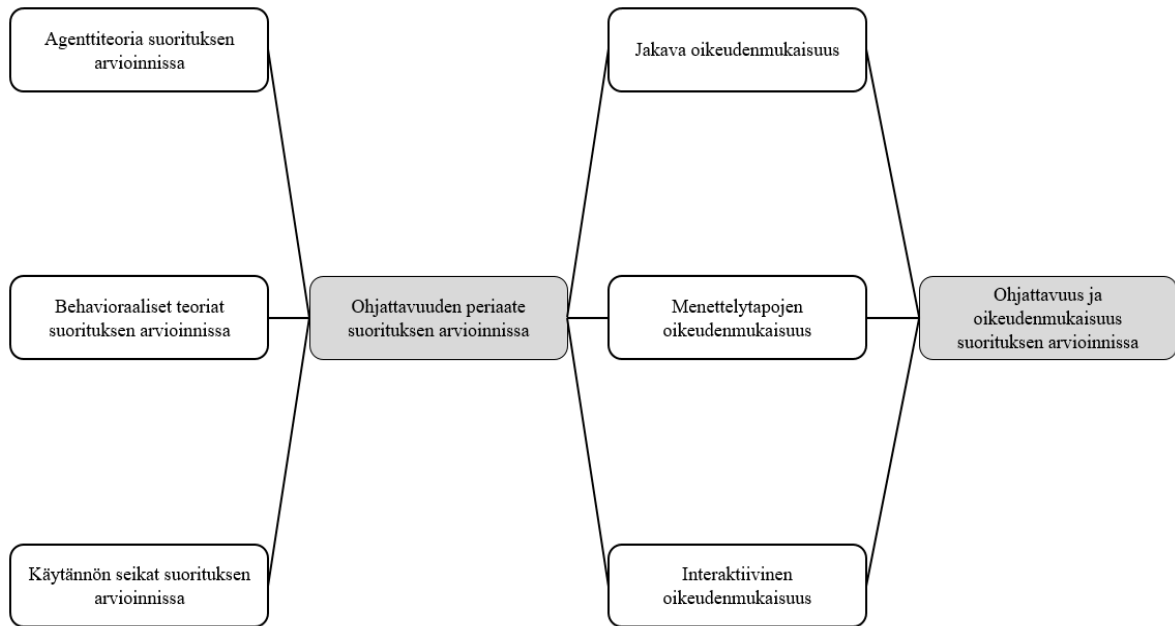 Agenttiteoria suorituksen
arvioinnissa
Jakava oikeudenmukaisuus
Behavioraaliset teoriat
suorituksen arvioinnissa
Ohjattavuuden periaate
suorituksen arvioinnissa
Menettelytapojen
oikeudenmukaisuus
Ohjattavuus ja
oikeudenmukaisuus
suorituksen arvioinnissa
Käytännön seikat suorituksen
arvioinnissa
Interaktiivinen
oikeudenmukaisuus